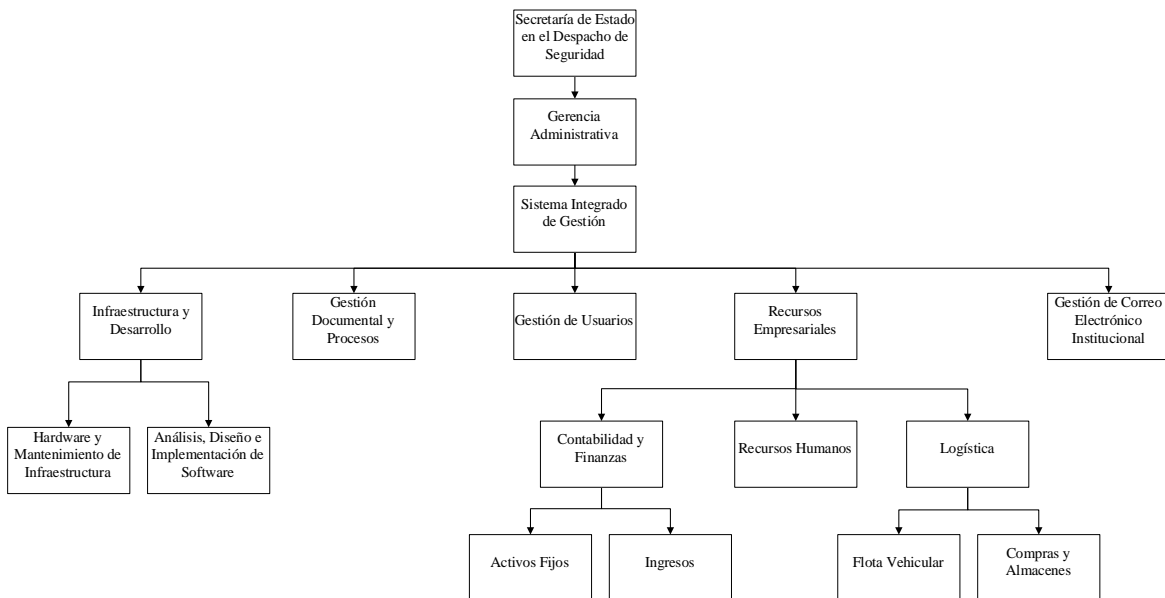 Secretaría de Estado
en el Despacho de
Seguridad
Gerencia
Administrativa
Sistema Integrado
de Gestión
Infraestructura y
Desarrollo
Gestión
Documental y
Procesos
Gestión de Usuarios
Recursos
Empresariales
Gestión de Correo
Electrónico
Institucional
Hardware y
Mantenimiento de
Infraestructura
Análisis, Diseño e
Implementación de
Software
Contabilidad y
Finanzas
Recursos Humanos
Logística
Activos Fijos
Ingresos
Flota Vehicular
Compras y
Almacenes